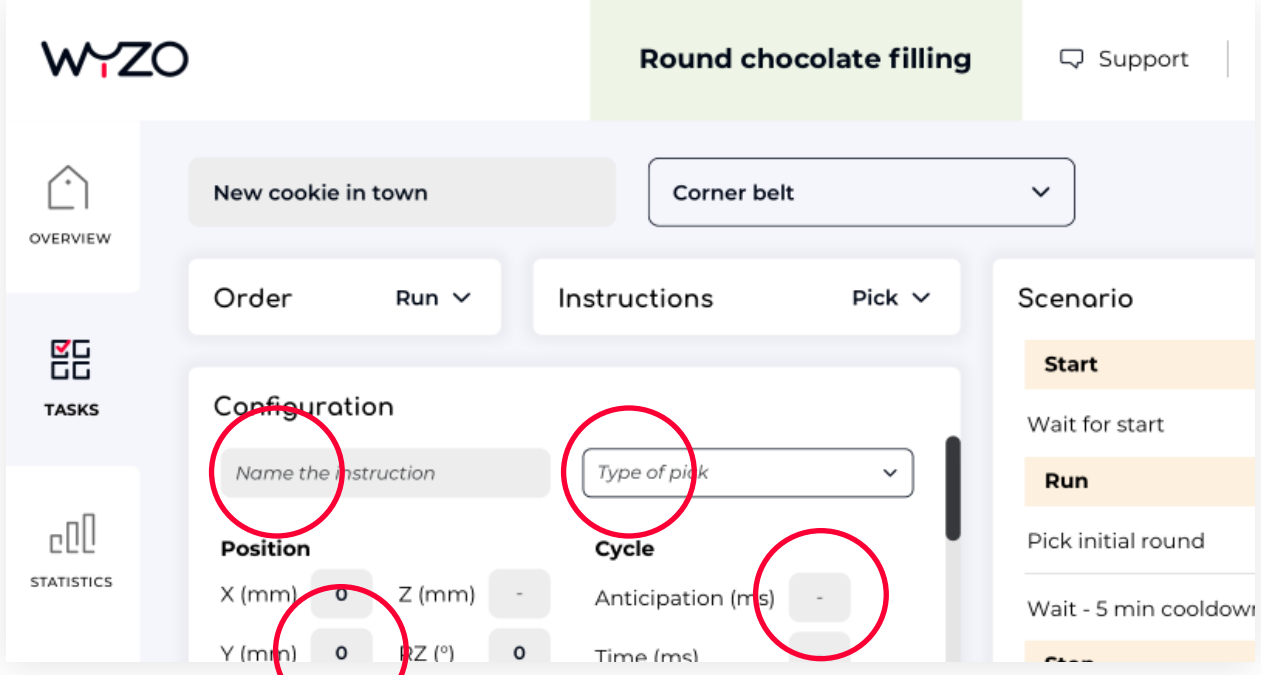 WYZO
Round chocolate filling
Support
OVERVIEW
TASKS
STATISTICS
New cookie in town
Corner belt
Order
Run
Instructions
Pick
Configuration
Name the instruction
Type of pick
Position
X (mm) 0 Z (mm) -
Y (mm) 0 RZ (°) 0
Cycle
Anticipation (ms) -
Time (ms)
Scenario
Start
Wait for start
Run
Pick initial round
Wait - 5 min cooldown
Stop